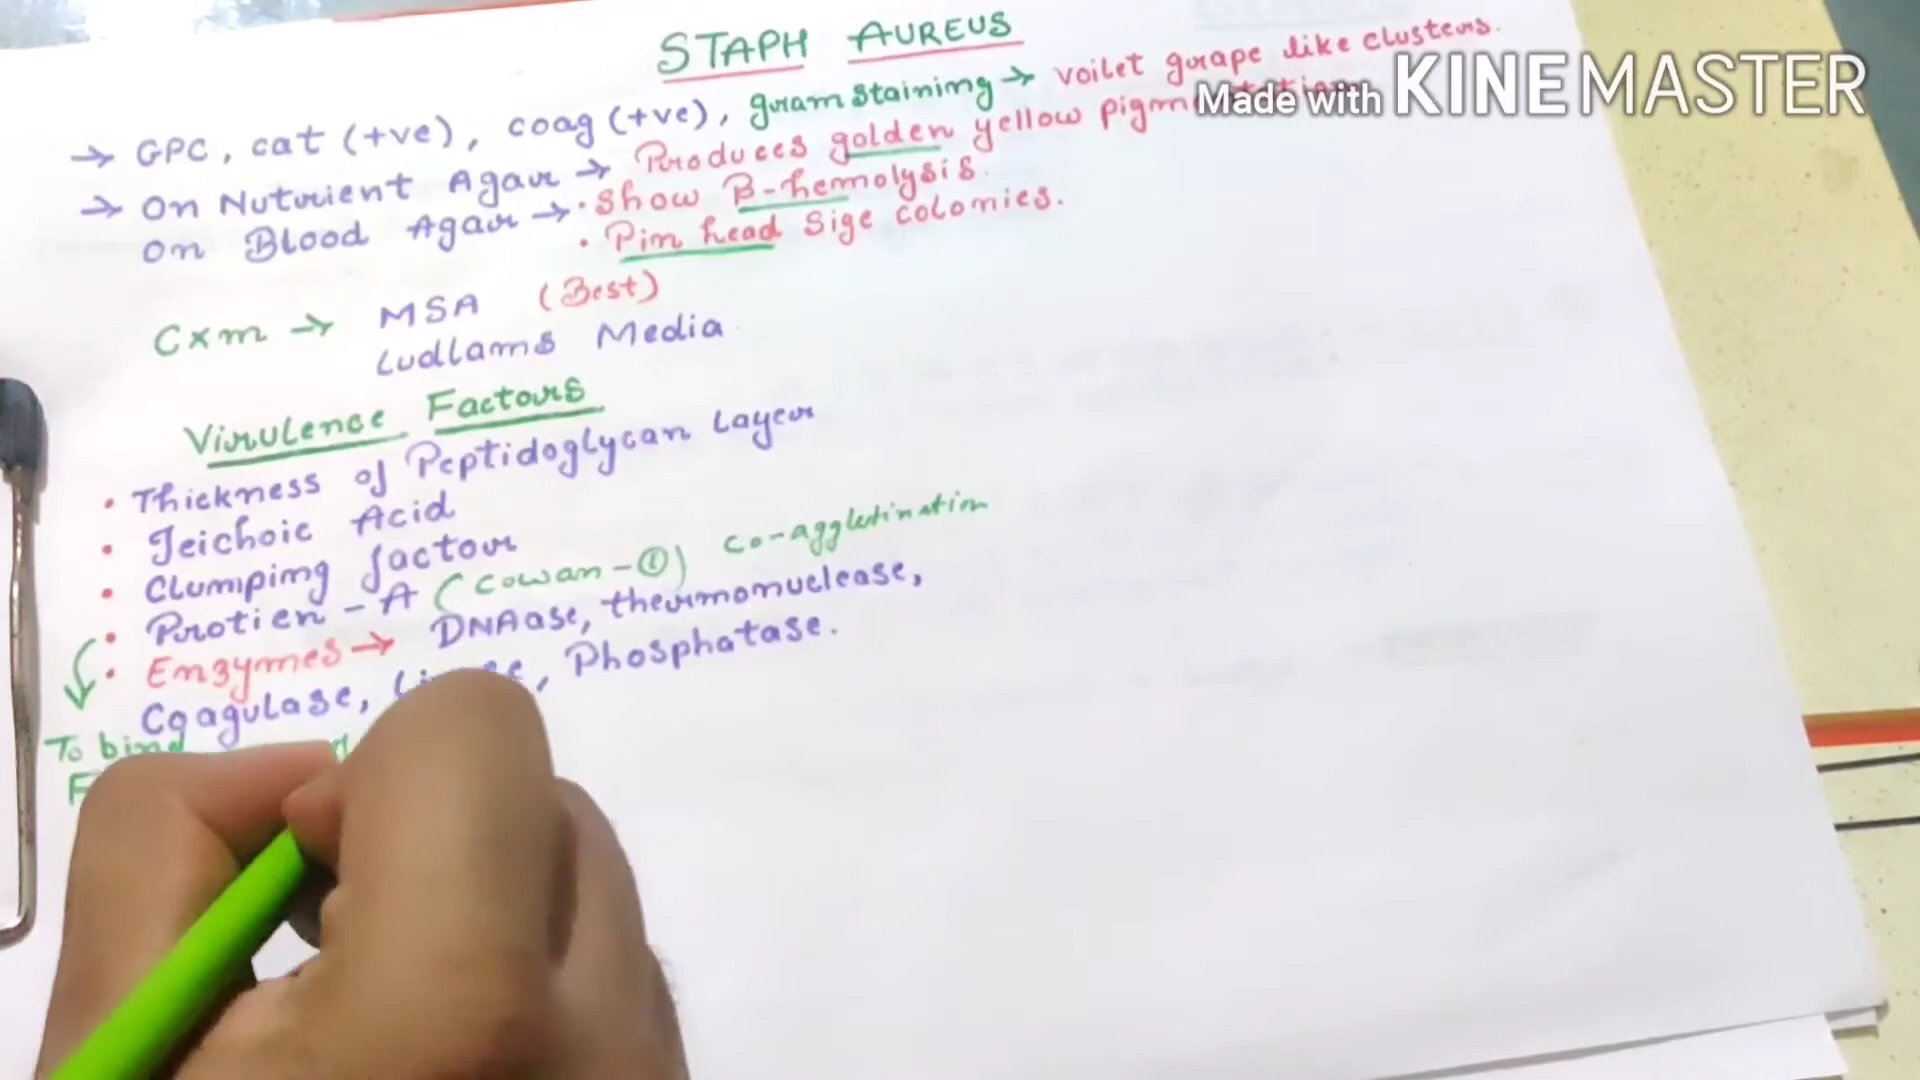 STAPH AUREUS
→ GPC, cat (+ve), coag (+ve), gram staining → voilet grape like clusters.
→ On Nutrient Agar → Produces golden yellow
On Blood Agar → • Show B-hemolysis.
• Pin head size colonies.
Cxm → MSA (Best)
Ludlams Media
Virulence Factors
• Thickness of Peptidoglycan Layer
• Teichoic Acid
• Clumping factor
• Protien - A (Cowan - ①) co-agglutination
• Enzymes → DNAase, thermonuclease,
Coagulase, Phosphatase.
To bind
Made with KINEMASTER